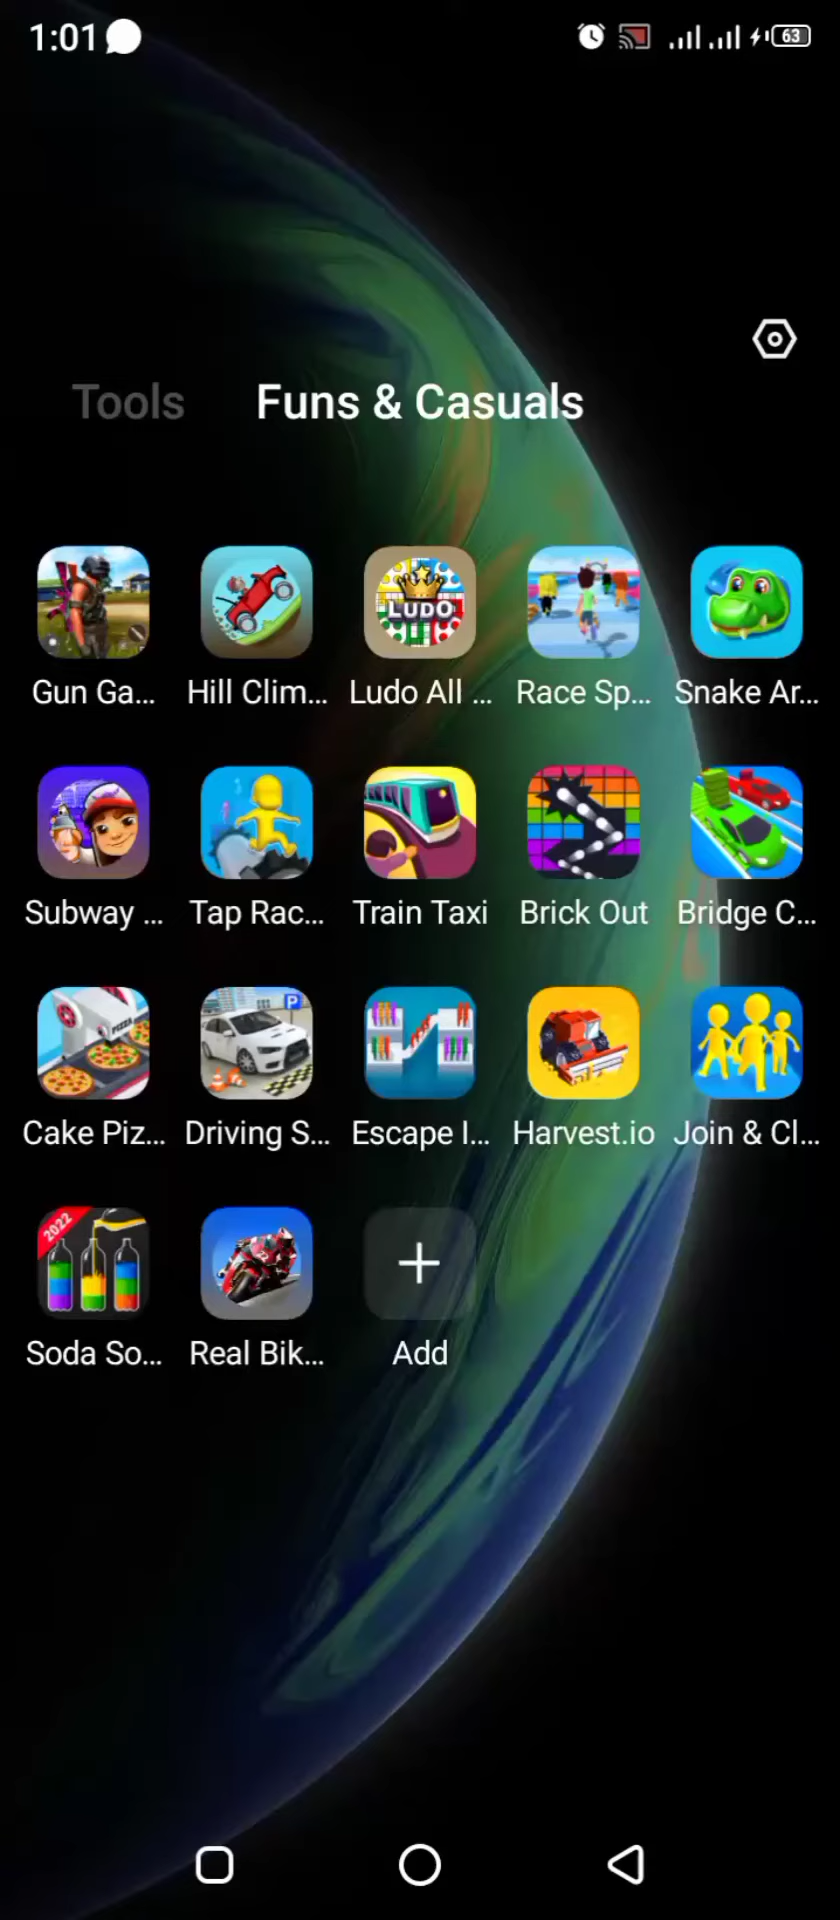 1:01
63
Tools Funs & Casuals
LUDO
Gun Ga... Hill Clim... Ludo All ... Race Sp... Snake Ar...
Subway ... Tap Rac... Train Taxi Brick Out Bridge C...
PIZZA
P
Cake Piz... Driving S... Escape I... Harvest.io Join & Cl...
2022
Soda So... Real Bik... Add